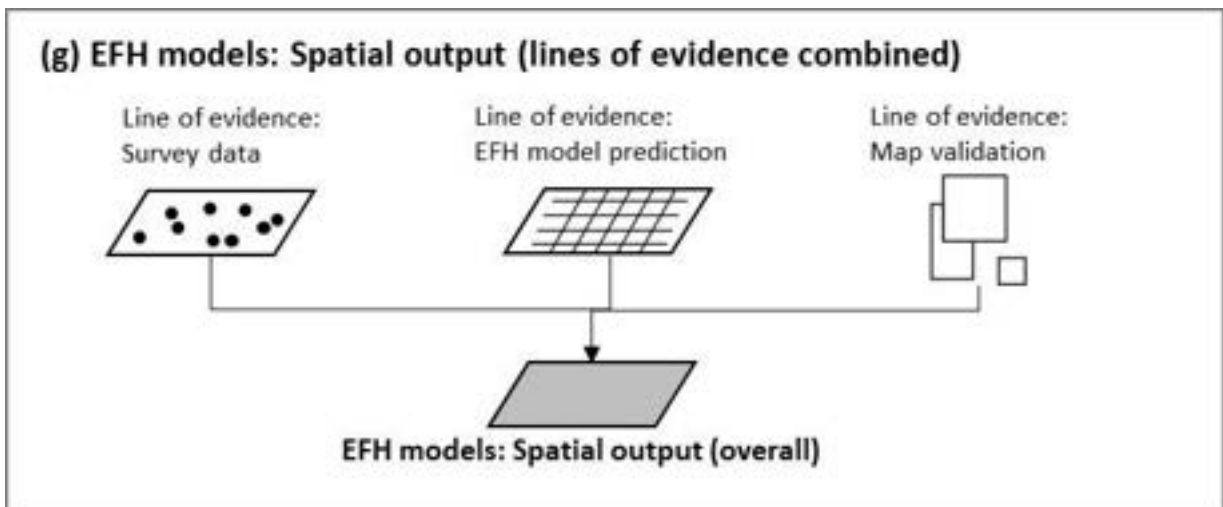 (g) EFH models: Spatial output (lines of evidence combined)
Line of evidence:
Survey data
Line of evidence:
EFH model prediction
Line of evidence:
Map validation
EFH models: Spatial output (overall)